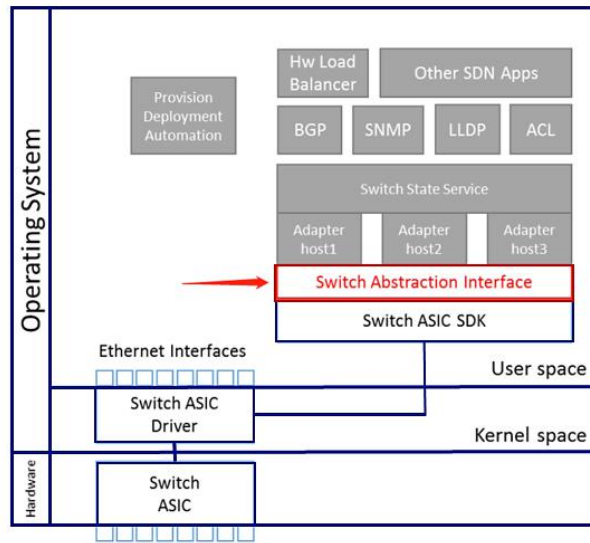 Operating System
Hw Load
Balancer
Other SDN Apps
Provision
Deployment
Automation
BGP
SNMP
LLDP
ACL
Switch State Service
Adapter
host1
Adapter
host2
Adapter
host3
Switch Abstraction Interface
Switch ASIC SDK
Ethernet Interfaces
User space
Switch ASIC
Driver
Kernel space
Hardware
Switch
ASIC